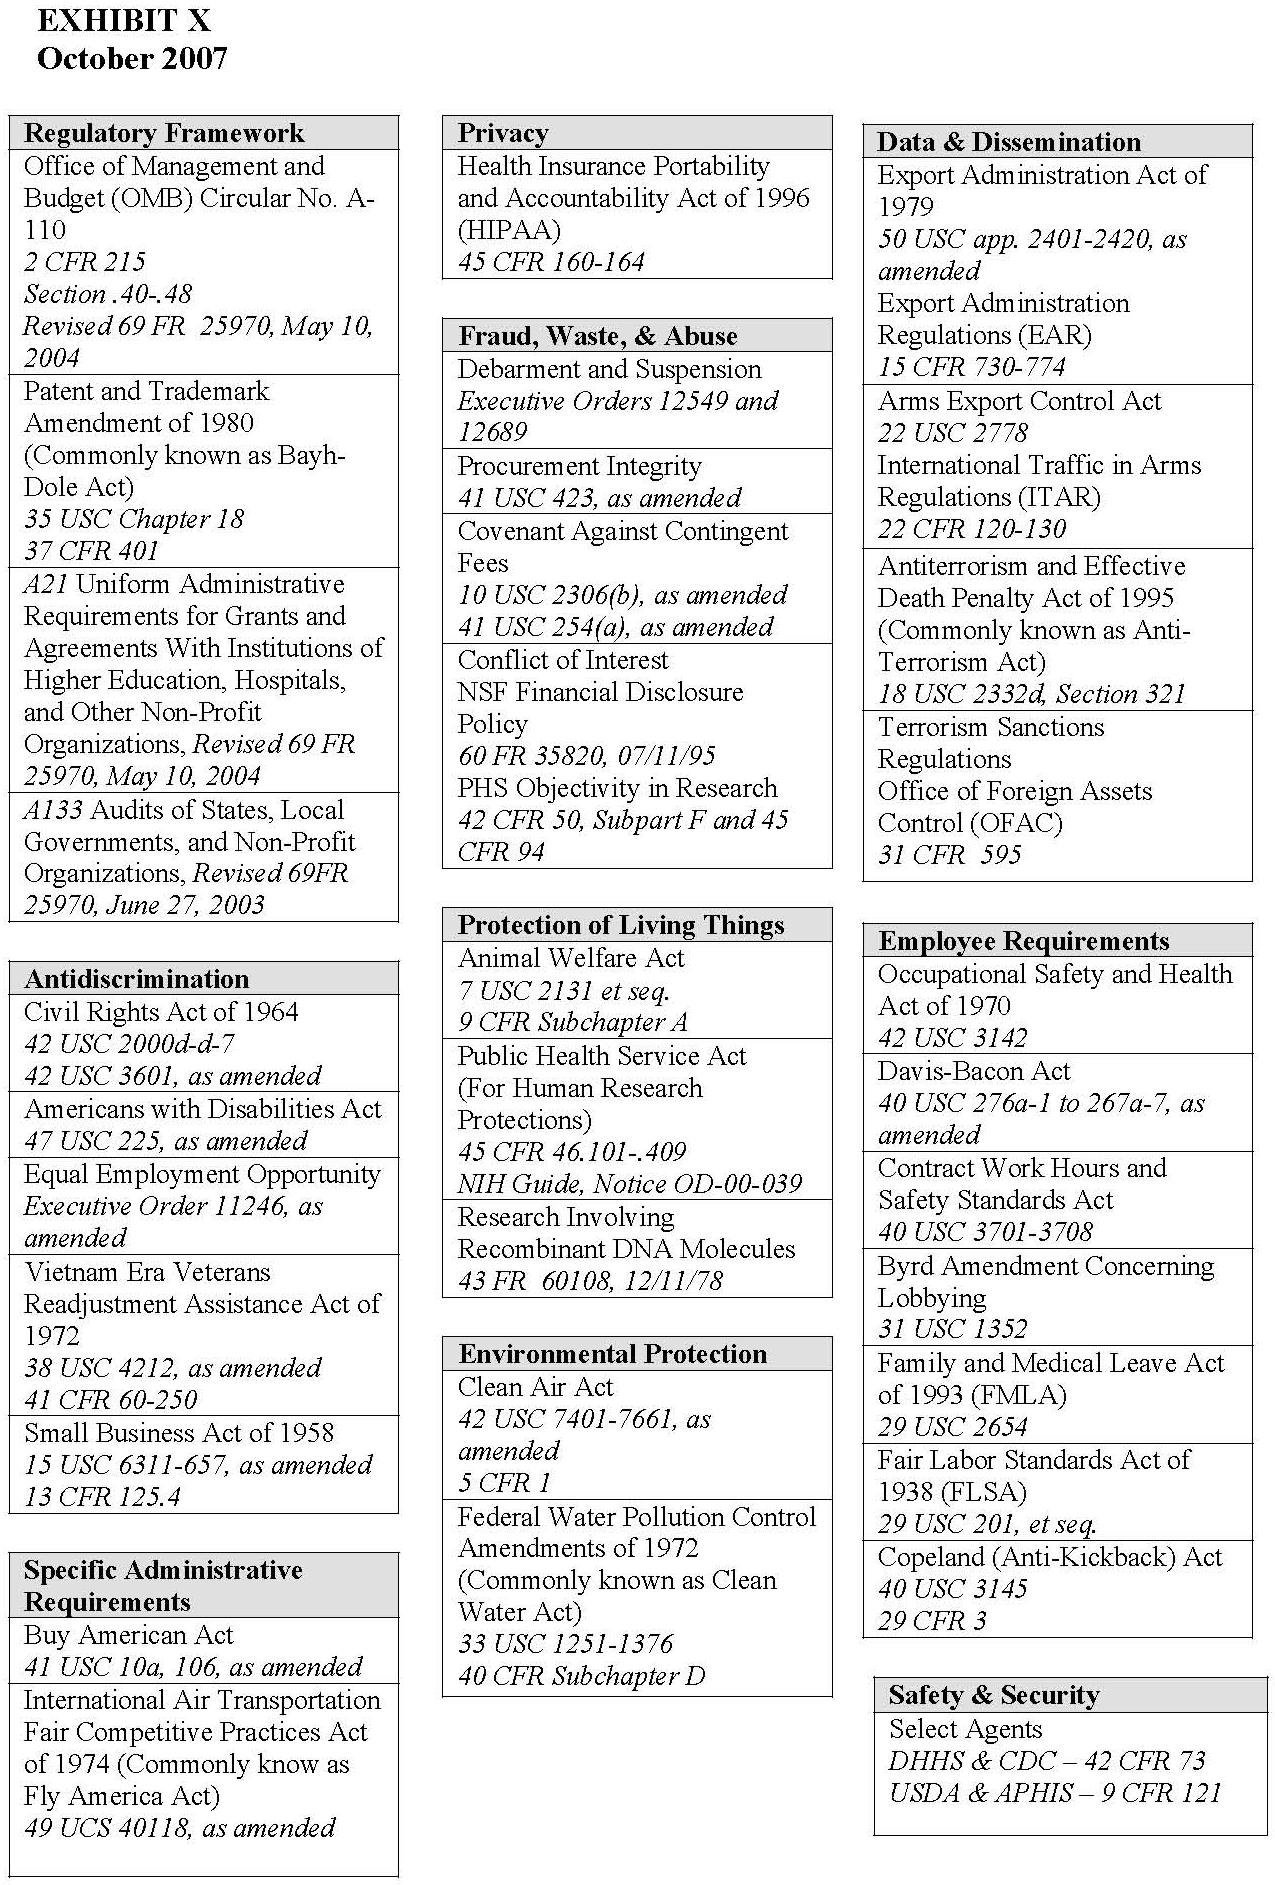 EXHIBIT X
October 2007
Regulatory Framework
Office of Management and
Budget (OMB) Circular No. A-
110
2 CFR 215
Section .40-.48
Revised 69 FR 25970, May 10,
2004
Patent and Trademark
Amendment of 1980
(Commonly known as Bayh-
Dole Act)
35 USC Chapter 18
37 CFR 401
A21 Uniform Administrative
Requirements for Grants and
Agreements With Institutions of
Higher Education, Hospitals,
and Other Non-Profit
Organizations, Revised 69 FR
25970, May 10, 2004
A133 Audits of States, Local
Governments, and Non-Profit
Organizations, Revised 69FR
25970, June 27, 2003
Antidiscrimination
Civil Rights Act of 1964
42 USC 2000d-d-7
42 USC 3601, as amended
Americans with Disabilities Act
47 USC 225, as amended
Equal Employment Opportunity
Executive Order 11246, as
amended
Vietnam Era Veterans
Readjustment Assistance Act of
1972
38 USC 4212, as amended
41 CFR 60-250
Small Business Act of 1958
15 USC 6311-657, as amended
13 CFR 125.4
Specific Administrative
Requirements
Buy American Act
41 USC 10a, 106, as amended
International Air Transportation
Fair Competitive Practices Act
of 1974 (Commonly know as
Fly America Act)
49 UCS 40118, as amended
Privacy
Health Insurance Portability
and Accountability Act of 1996
(HIPAA)
45 CFR 160-164
Fraud, Waste, & Abuse
Debarment and Suspension
Executive Orders 12549 and
12689
Procurement Integrity
41 USC 423, as amended
Covenant Against Contingent
Fees
10 USC 2306(b), as amended
41 USC 254(a), as amended
Conflict of Interest
NSF Financial Disclosure
Policy
60 FR 35820, 07/11/95
PHS Objectivity in Research
42 CFR 50, Subpart F and 45
CFR 94
Protection of Living Things
Animal Welfare Act
7 USC 2131 et seq.
9 CFR Subchapter A
Public Health Service Act
(For Human Research
Protections)
45 CFR 46.101-.409
NIH Guide, Notice OD-00-039
Research Involving
Recombinant DNA Molecules
43 FR 60108, 12/11/78
Environmental Protection
Clean Air Act
42 USC 7401-7661, as
amended
5 CFR 1
Federal Water Pollution Control
Amendments of 1972
(Commonly known as Clean
Water Act)
33 USC 1251-1376
40 CFR Subchapter D
Data & Dissemination
Export Administration Act of
1979
50 USC app. 2401-2420, as
amended
Export Administration
Regulations (EAR)
15 CFR 730-774
Arms Export Control Act
22 USC 2778
International Traffic in Arms
Regulations (ITAR)
22 CFR 120-130
Antiterrorism and Effective
Death Penalty Act of 1995
(Commonly known as Anti-
Terrorism Act)
18 USC 2332d, Section 321
Terrorism Sanctions
Regulations
Office of Foreign Assets
Control (OFAC)
31 CFR 595
Employee Requirements
Occupational Safety and Health
Act of 1970
42 USC 3142
Davis-Bacon Act
40 USC 276a-1 to 267a-7, as
amended
Contract Work Hours and
Safety Standards Act
40 USC 3701-3708
Byrd Amendment Concerning
Lobbying
31 USC 1352
Family and Medical Leave Act
of 1993 (FMLA)
29 USC 2654
Fair Labor Standards Act of
1938 (FLSA)
29 USC 201, et seq.
Copeland (Anti-Kickback) Act
40 USC 3145
29 CFR 3
Safety & Security
Select Agents
DHHS & CDC – 42 CFR 73
USDA & APHIS – 9 CFR 121